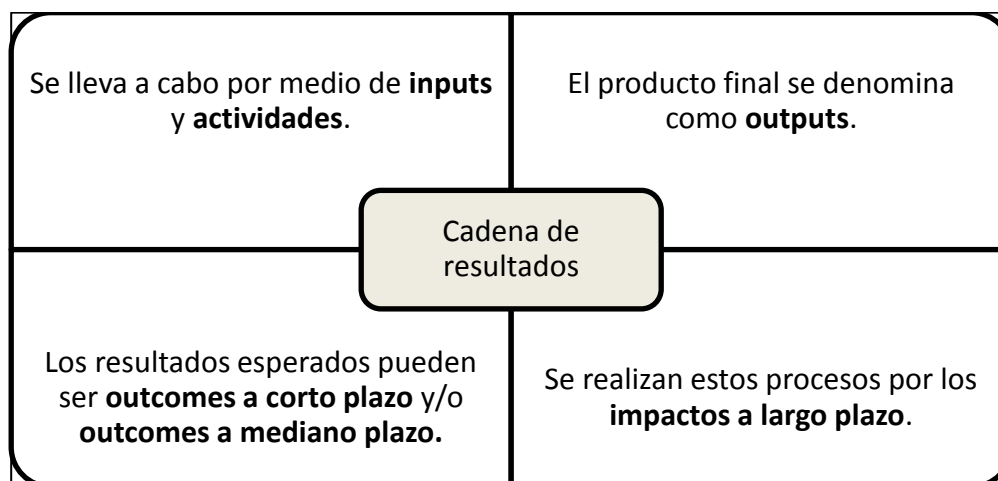 Se lleva a cabo por medio de inputs
y actividades.
El producto final se denomina
como outputs.
Cadena de
resultados
Los resultados esperados pueden
ser outcomes a corto plazo y/o
outcomes a mediano plazo.
Se realizan estos procesos por los
impactos a largo plazo.